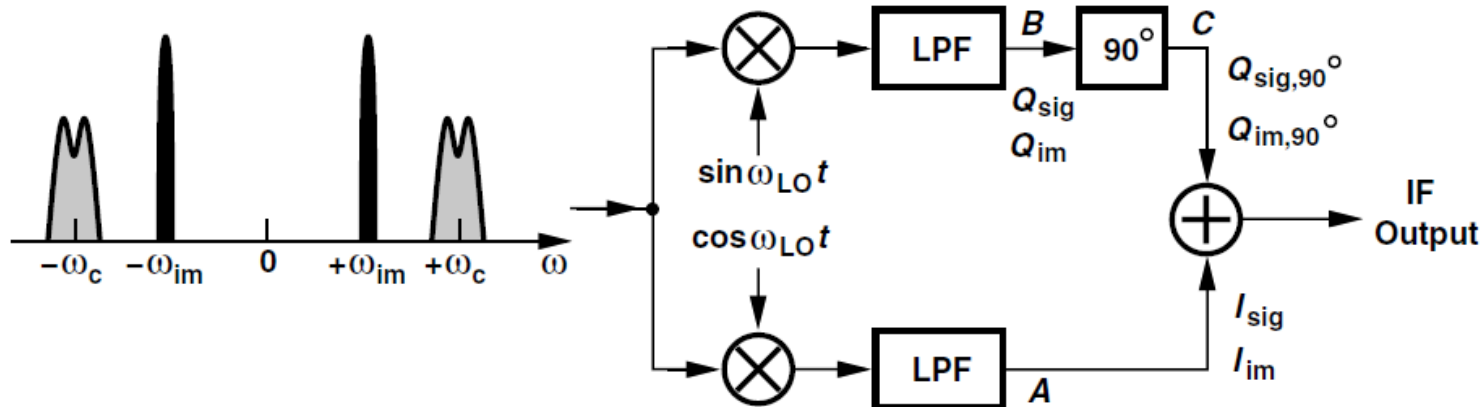 −ω_c −ω_im 0 +ω_im +ω_c ω
sin ω_LO t
cos ω_LO t
LPF
B
90°
C
Q_sig
Q_im
Q_sig,90°
Q_im,90°
IF
Output
LPF
A
I_sig
I_im